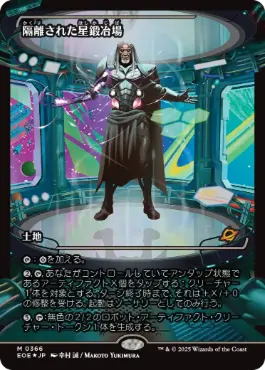 隔離された星鍛冶場
土地
：を加える。
,：あなたがコントロールしていてアンタップ状態で
あるアーティファクトX個をタップする：クリーチャ
ー1体を対象とする。ターン終了時まで、それは+X/+0
の修整を受ける。起動はソーサリーとしてのみ行う。
,：無色の2/2のロボット・アーティファクト・クリ
ーチャー・トークン1体を生成する。
M 0366
EOE ★ JP 幸村誠／MAKOTO YUKIMURA
™ & © 2025 Wizards of the Coast